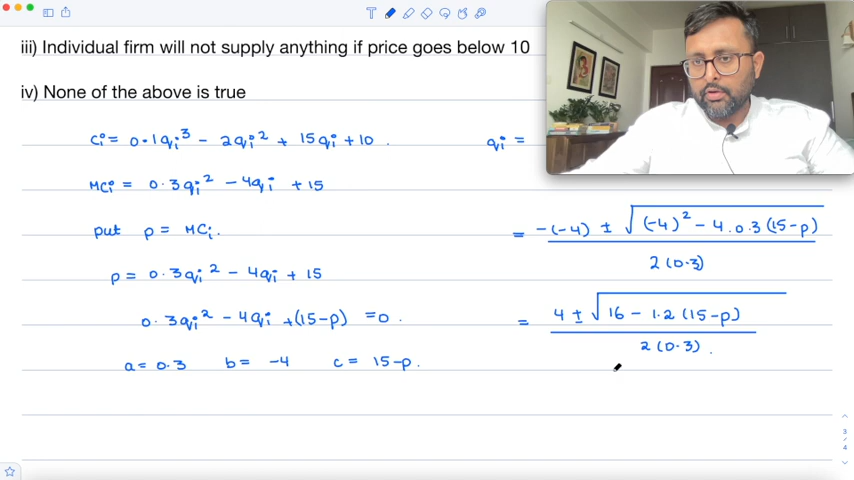 iii) Individual firm will not supply anything if price goes below 10
iv) None of the above is true
Ci = 0.1qi³ - 2qi² + 15qi + 10 .
MCi = 0.3qi² - 4qi + 15
put p = MCi.
p = 0.3qi² - 4qi + 15
0.3qi² - 4qi + (15-p) = 0 .
a = 0.3 b = -4 c = 15-p .
qi =
= -(-4) ± √((-4)² - 4.0.3(15-p)) / 2(0.3)
= 4 ± √(16 - 1.2(15-p)) / 2(0.3) .
3
4